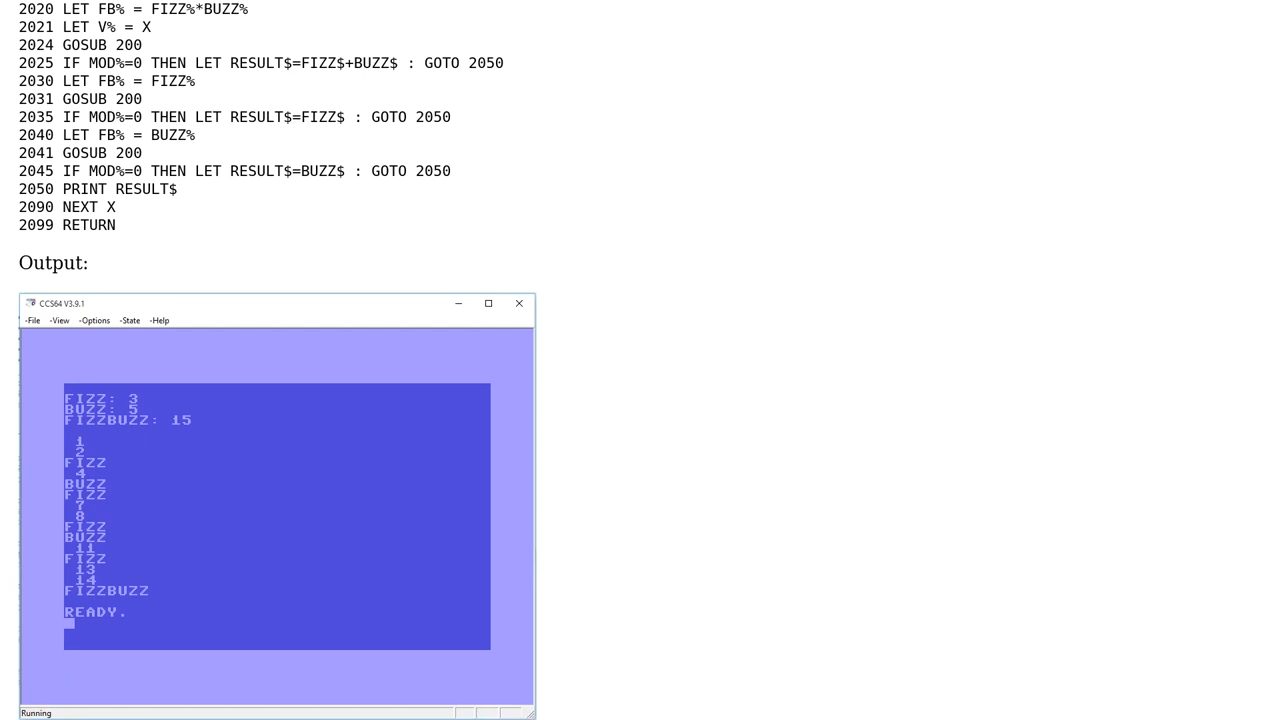 2020 LET FB% = FIZZ%*BUZZ%
2021 LET V% = X
2024 GOSUB 200
2025 IF MOD%=0 THEN LET RESULT$=FIZZ$+BUZZ$ : GOTO 2050
2030 LET FB% = FIZZ%
2031 GOSUB 200
2035 IF MOD%=0 THEN LET RESULT$=FIZZ$ : GOTO 2050
2040 LET FB% = BUZZ%
2041 GOSUB 200
2045 IF MOD%=0 THEN LET RESULT$=BUZZ$ : GOTO 2050
2050 PRINT RESULT$
2090 NEXT X
2099 RETURN
Output:
CCS64 V3.9.1
-File -View -Options -State -Help
FIZZ: 3
BUZZ: 5
FIZZBUZZ: 15
1
2
FIZZ
4
BUZZ
FIZZ
7
8
FIZZ
BUZZ
11
FIZZ
13
14
FIZZBUZZ
READY.
Running